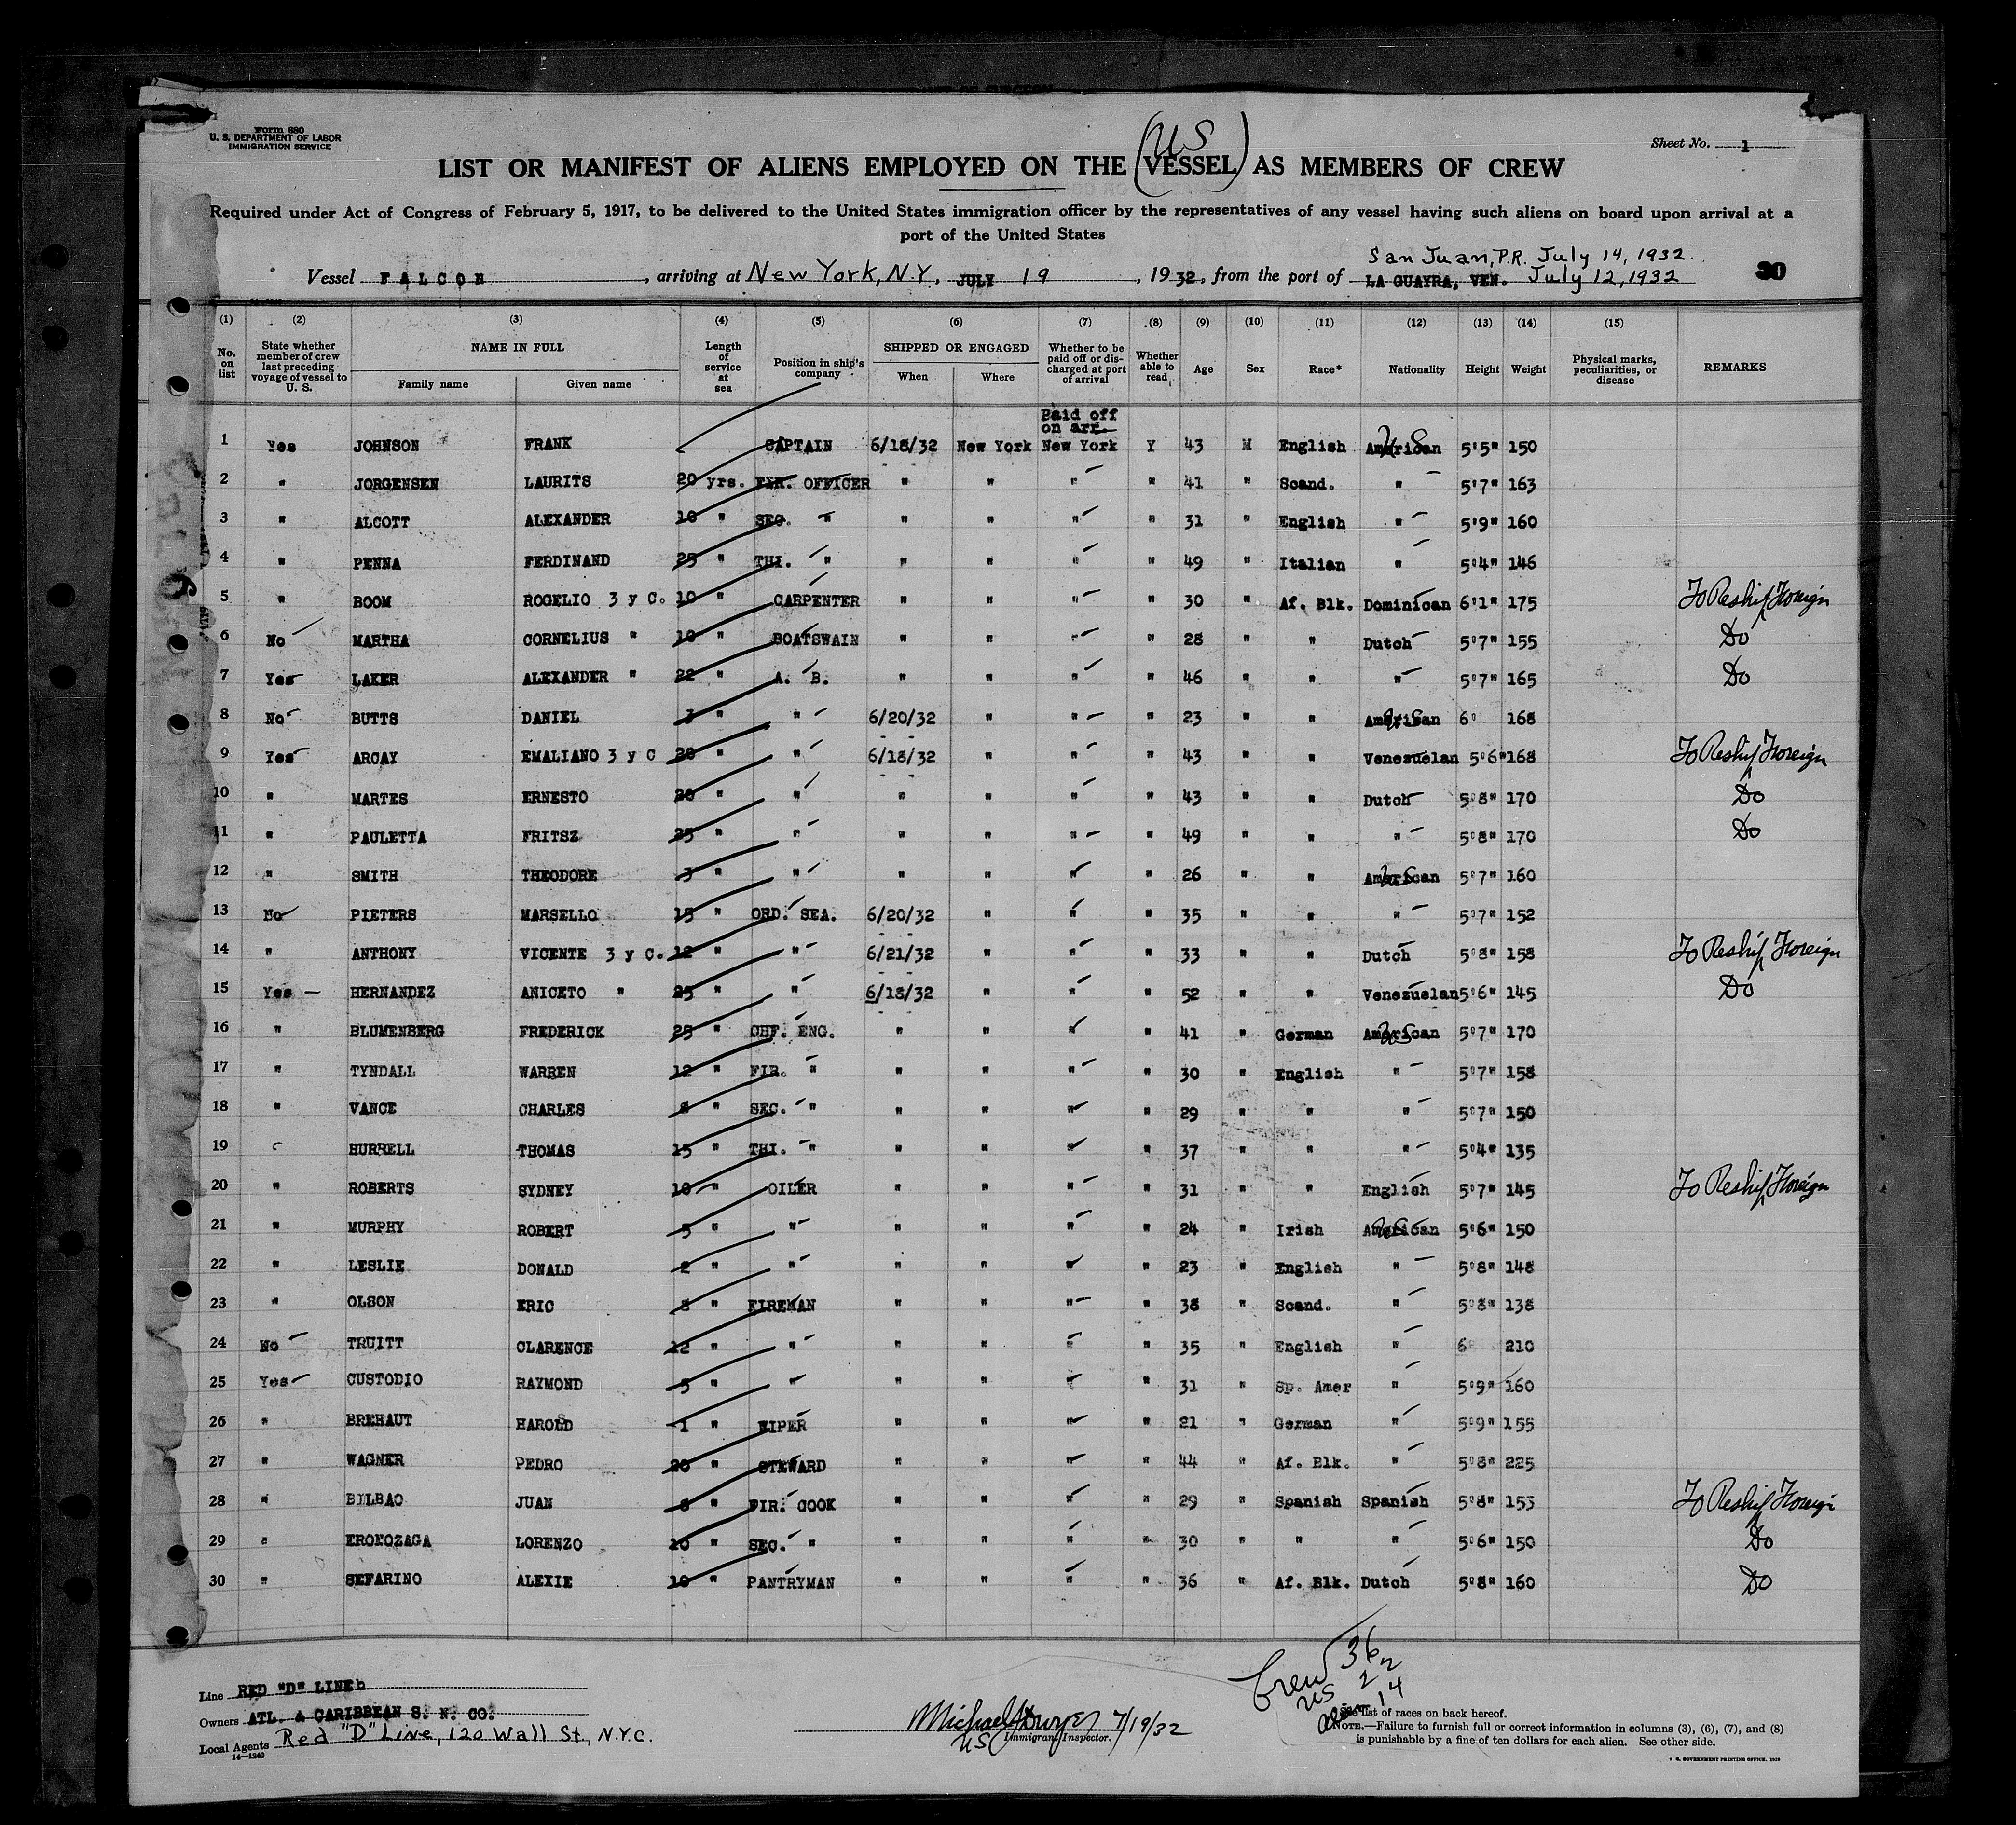 Form 680
U. S. DEPARTMENT OF LABOR
IMMIGRATION SERVICE
Sheet No. 1
(US)
LIST OR MANIFEST OF ALIENS EMPLOYED ON THE VESSEL AS MEMBERS OF CREW
Required under Act of Congress of February 5, 1917, to be delivered to the United States immigration officer by the representatives of any vessel having such aliens on board upon arrival at a
port of the United States
San Juan, P.R. July 14, 1932.
Vessel FALCON, arriving at New York, N.Y., JULY 19, 1932, from the port of LA GUAYRA, VEN. July 12, 1932
30
(1) (2) (3) (4) (5) (6) (7) (8) (9) (10) (11) (12) (13) (14) (15)
No. on list State whether member of crew last preceding voyage of vessel to U. S. NAME IN FULL Family name Given name Length of service at sea Position in ship's company SHIPPED OR ENGAGED When Where Whether to be paid off or discharged at port of arrival Whether able to read Age Sex Race* Nationality Height Weight Physical marks, peculiarities, or disease REMARKS
Paid off
on arr.
1 Yes JOHNSON FRANK CAPTAIN 6/18/32 New York New York Y 43 M English American US 5'5" 150
2 " JORGENSEN LAURITS 20 yrs. EXR. OFFICER " " " " 41 " Scand. " 5'7" 163
3 " ALCOTT ALEXANDER 10 " SEC. " " " " " 31 " English " 5'9" 160
4 " PENNA FERDINAND 25 " THI. " " " " " 49 " Italian " 5'4" 146
5 " BOOM ROGELIO 3 y C. 10 " CARPENTER " " " " 30 " Af. Blk. Dominican 6'1" 175 To Reship Foreign
6 No MARTHA CORNELIUS " 10 " BOATSWAIN " " " " 28 " " Dutch 5'7" 155 Do
7 Yes LAKER ALEXANDER " 22 " A. B. " " " " 46 " " " 5'7" 165 Do
8 No BUTTS DANIEL 3 " " 6/20/32 " " " 23 " " American US 6' 168
9 Yes ARCAY EMALIANO 3 y C 20 " " 6/18/32 " " " 43 " " Venezuelan 5'6" 168 To Reship Foreign
10 " MARTES ERNESTO 20 " " " " " " 43 " " Dutch 5'8" 170 Do
11 " PAULETTA FRITSZ 25 " " " " " " 49 " " " 5'8" 170 Do
12 " SMITH THEODORE 3 " " " " " " 26 " " American US 5'7" 160
13 No PIETERS MARSELLO 15 " ORD. SEA. 6/20/32 " " " 35 " " " 5'7" 152
14 " ANTHONY VICENTE 3 y C. 12 " " 6/21/32 " " " 33 " " Dutch 5'8" 158 To Reship Foreign
15 Yes HERNANDEZ ANICETO " 25 " " 6/18/32 " " " 52 " " Venezuelan 5'6" 145 Do
16 " BLUMENBERG FREDERICK 25 " CHF. ENG. " " " " 41 " German American US 5'7" 170
17 " TYNDALL WARREN 12 " FIR. " " " " " 30 " English " 5'7" 158
18 " VANCE CHARLES 8 " SEC. " " " " " 29 " " " 5'7" 150
19 " HURRELL THOMAS 15 " THI. " " " " " 37 " " " 5'4" 135
20 " ROBERTS SYDNEY 10 " OILER " " " " 31 " " English 5'7" 145 To Reship Foreign
21 " MURPHY ROBERT 5 " " " " " " 24 " Irish American US 5'6" 150
22 " LESLIE DONALD 2 " " " " " " 23 " English " 5'8" 148
23 " OLSON ERIC 8 " FIREMAN " " " " 38 " Scand. " 5'8" 138
24 No TRUITT CLARENCE 12 " " " " " " 35 " English " 6 210
25 Yes CUSTODIO RAYMOND 5 " " " " " " 31 " Sp. Amer " 5'9" 160
26 " BREHAUT HAROLD 1 " WIPER " " " " 21 " German " 5'9" 155
27 " WAGNER PEDRO 20 " STEWARD " " " " 44 " Af. Blk. " 5'8" 225
28 " BILBAO JUAN 8 " FIR. COOK " " " " 29 " Spanish Spanish 5'8" 153 To Reship Foreign
29 " EROKOZAGA LORENZO 10 " SEC. " " " " " 30 " " " 5'6" 150 Do
30 " SEFARINO ALEXIE 10 " PANTRYMAN " " " " 36 " Af. Blk. Dutch 5'8" 160 Do
Crew 36
US 22
alien 14
Line RED "D" LINE
Owners ATL. & CARIBBEAN S. N. CO.
Local Agents Red "D" Line, 120 Wall St., N.Y.C.
14—1240
Michael Dwyer 7/19/32
US Immigrant Inspector.
*See list of races on back hereof.
NOTE.—Failure to furnish full or correct information in columns (3), (6), (7), and (8)
is punishable by a fine of ten dollars for each alien. See other side.
U. S. GOVERNMENT PRINTING OFFICE: 1929